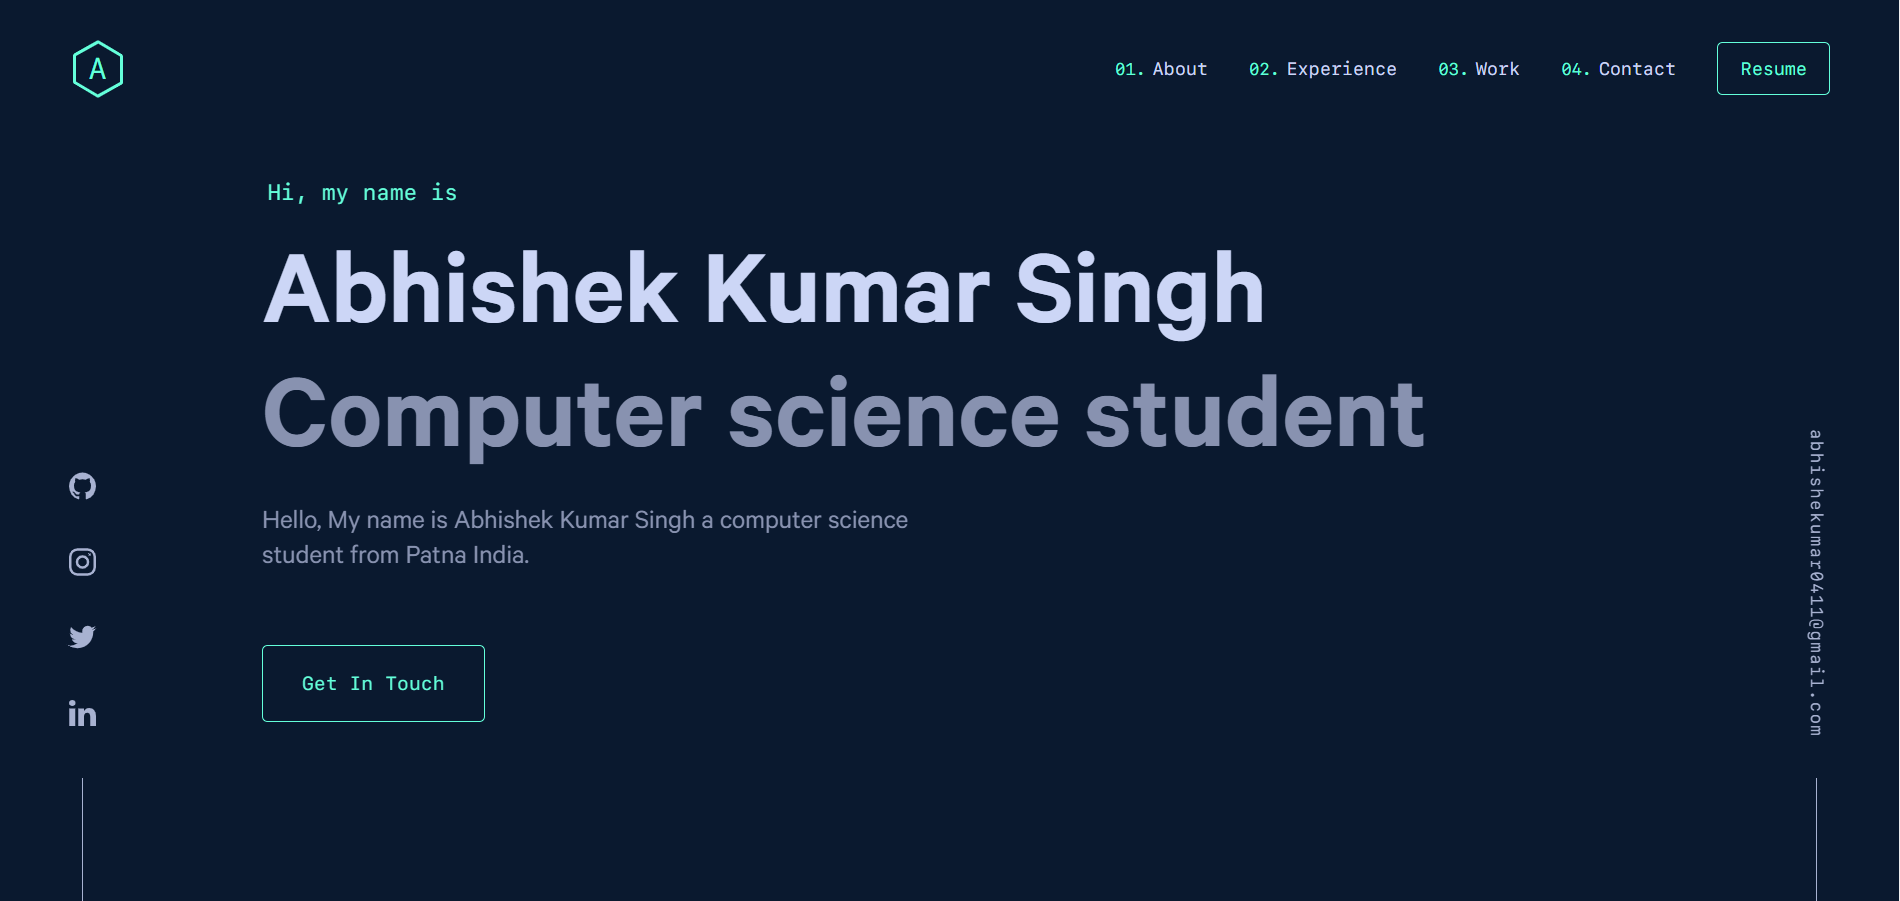 A
01. About 02. Experience 03. Work 04. Contact Resume
Hi, my name is
Abhishek Kumar Singh
Computer science student
Hello, My name is Abhishek Kumar Singh a computer science
student from Patna India.
Get In Touch
abhishekumar0411@gmail.com